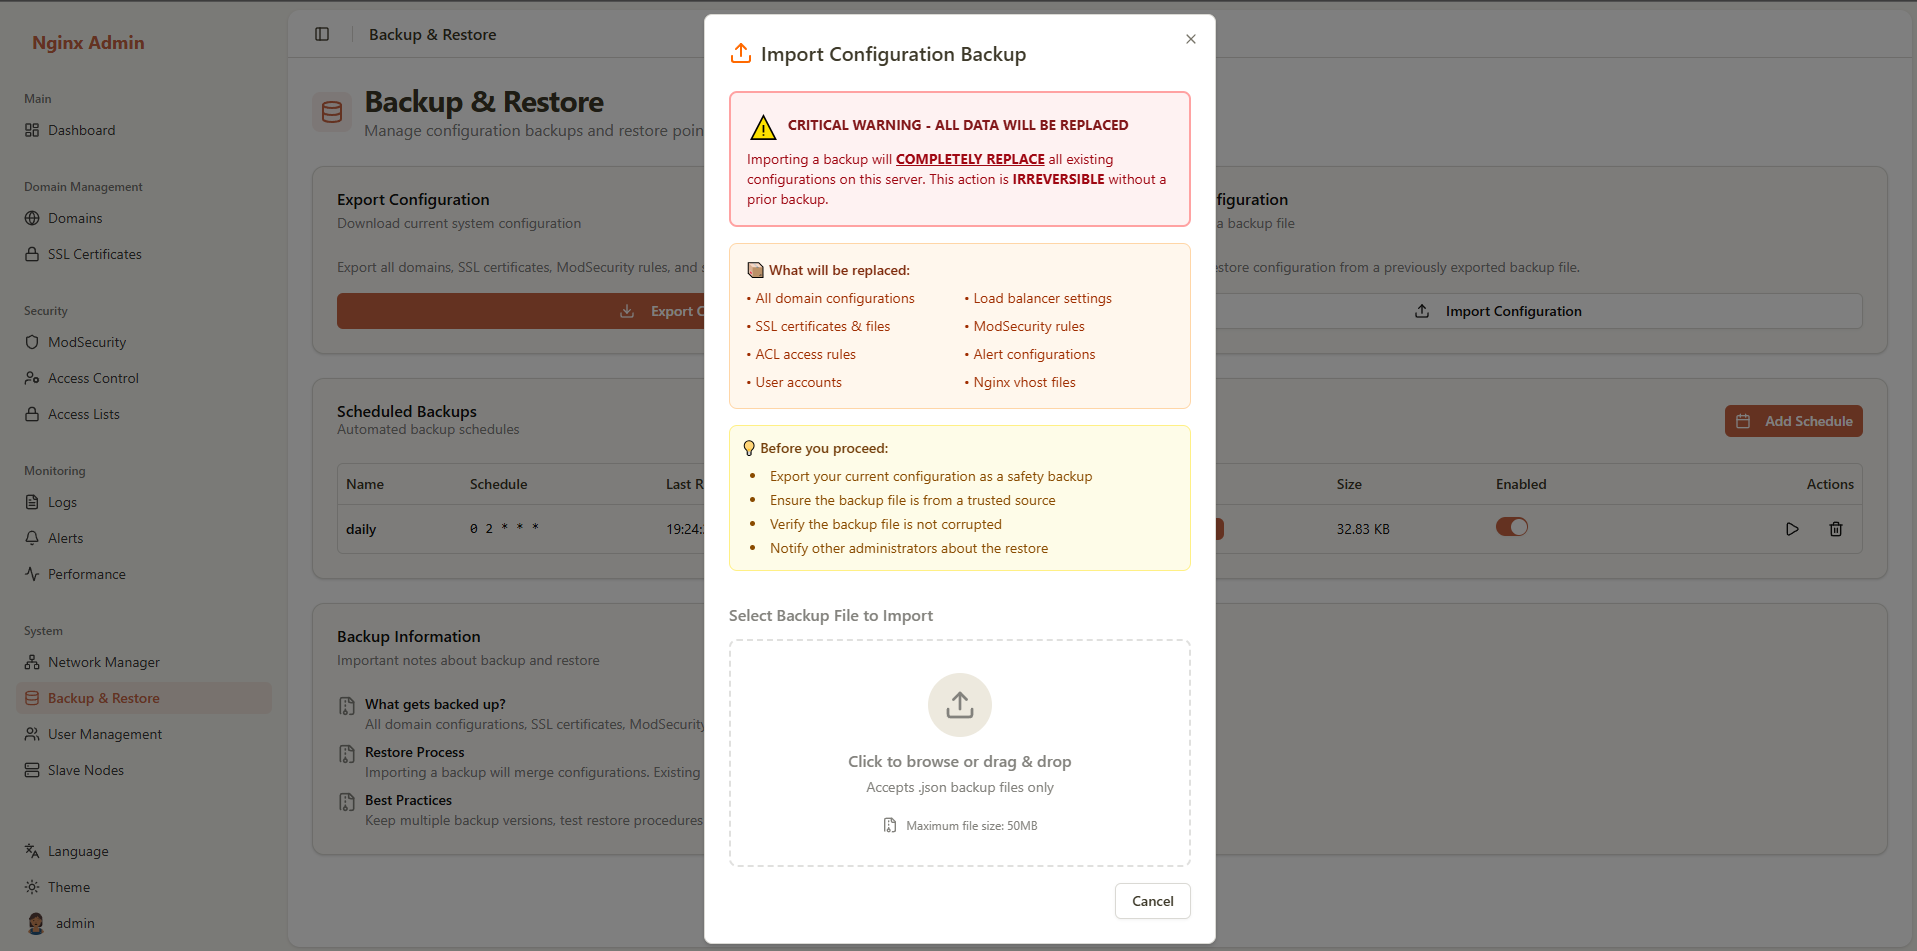 Nginx Admin
Main
Dashboard
Domain Management
Domains
SSL Certificates
Security
ModSecurity
Access Control
Access Lists
Monitoring
Logs
Alerts
Performance
System
Network Manager
Backup & Restore
User Management
Slave Nodes
Language
Theme
admin
Backup & Restore
Backup & Restore
Manage configuration backups and restore
Export Configuration
Download current system configuration
Export all domains, SSL certificates, ModSecurity rules, and
Export
a backup file
configuration from a previously exported backup file.
Import Configuration
Scheduled Backups
Automated backup schedules
Add Schedule
Name Schedule Last Size Enabled Actions
daily 0 2 * * * 19:24: 32.83 KB
Backup Information
Important notes about backup and restore
What gets backed up?
All domain configurations, SSL certificates, ModSecurity
Restore Process
Importing a backup will merge configurations. Existing
Best Practices
Keep multiple backup versions, test restore procedures
Import Configuration Backup
CRITICAL WARNING - ALL DATA WILL BE REPLACED
Importing a backup will COMPLETELY REPLACE all existing
configurations on this server. This action is IRREVERSIBLE without a
prior backup.
What will be replaced:
• All domain configurations
• Load balancer settings
• SSL certificates & files
• ModSecurity rules
• ACL access rules
• Alert configurations
• User accounts
• Nginx vhost files
Before you proceed:
• Export your current configuration as a safety backup
• Ensure the backup file is from a trusted source
• Verify the backup file is not corrupted
• Notify other administrators about the restore
Select Backup File to Import
Click to browse or drag & drop
Accepts .json backup files only
Maximum file size: 50MB
Cancel